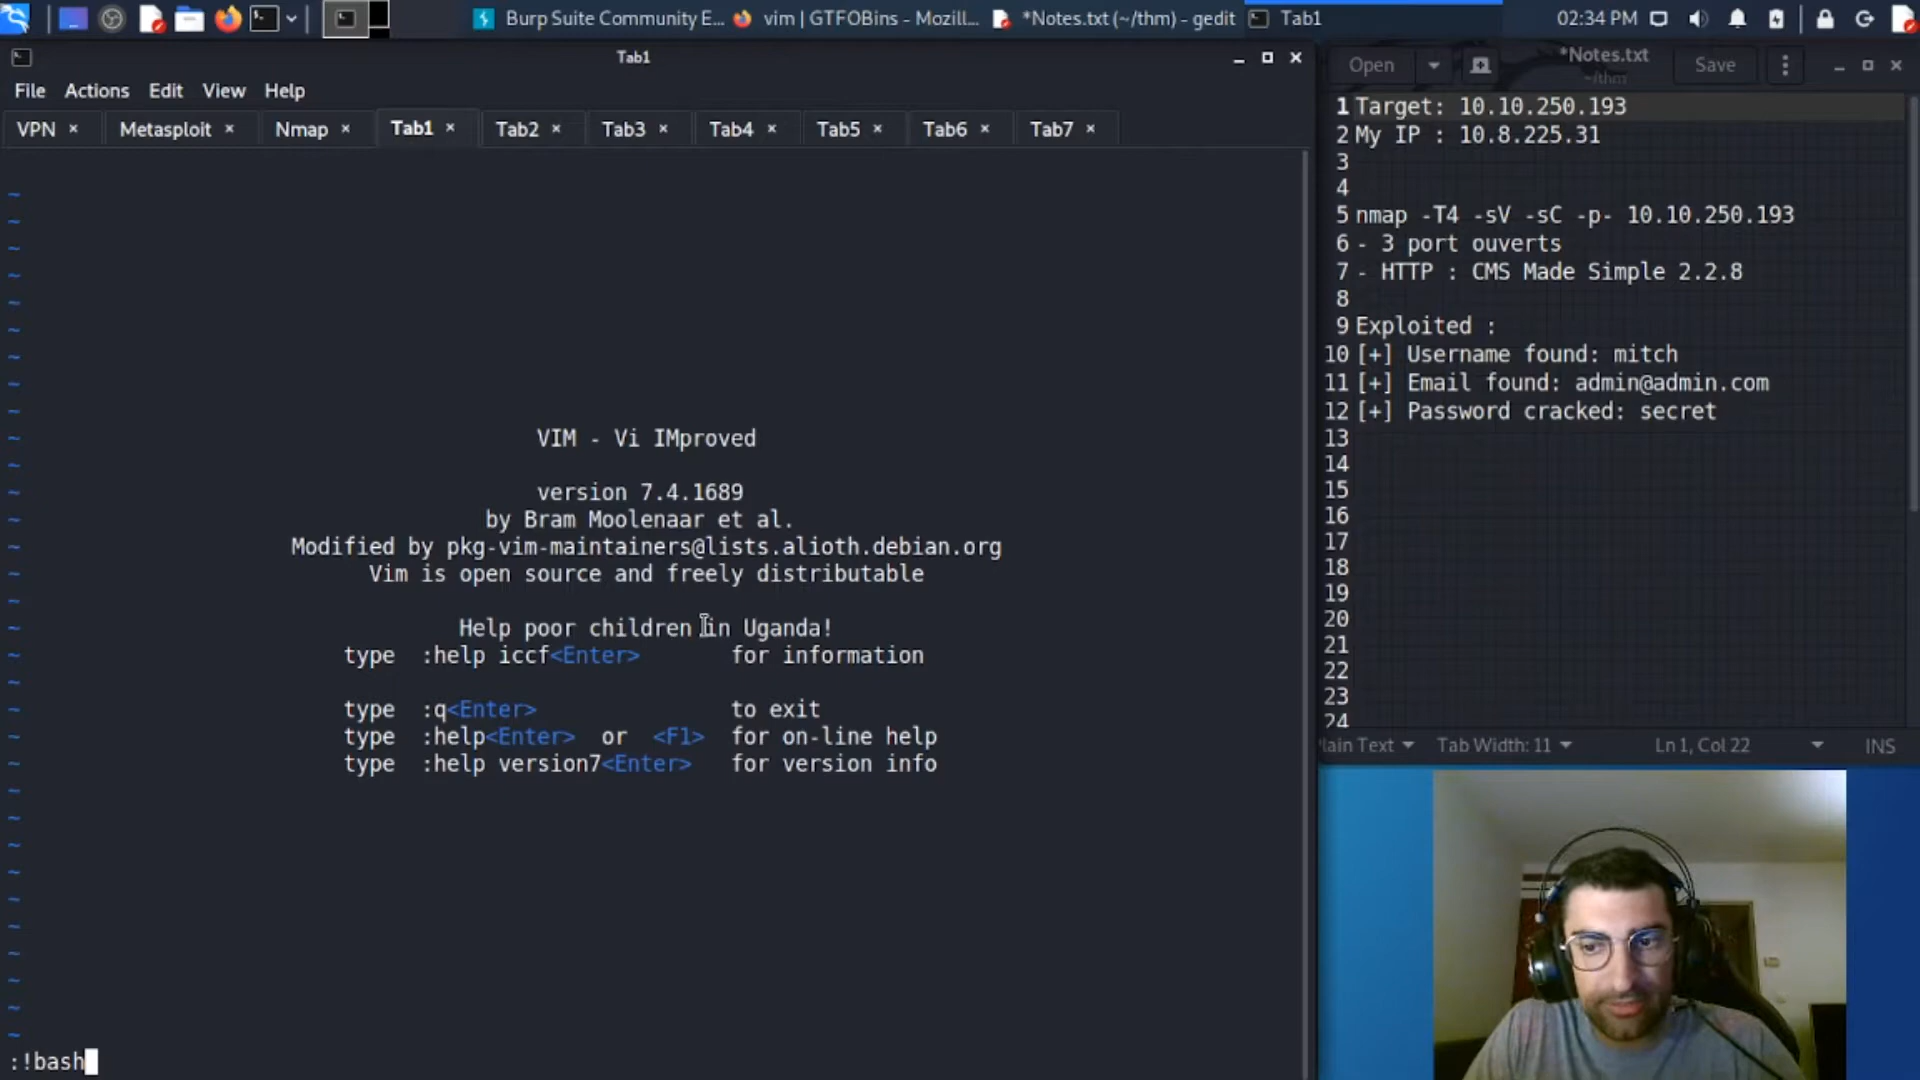 Burp Suite Community E...
vim | GTFOBins - Mozill...
*Notes.txt (~/thm) - gedit
Tab1
02:34 PM
Tab1
File Actions Edit View Help
VPN × Metasploit × Nmap × Tab1 × Tab2 × Tab3 × Tab4 × Tab5 × Tab6 × Tab7 ×
~
~
~
~
~
~
~
~
~
VIM - Vi IMproved
~
~
version 7.4.1689
~
by Bram Moolenaar et al.
~
Modified by pkg-vim-maintainers@lists.alioth.debian.org
~
Vim is open source and freely distributable
~
~
Help poor children in Uganda!
~
type :help iccf<Enter> for information
~
~
type :q<Enter> to exit
~
type :help<Enter> or <F1> for on-line help
~
type :help version7<Enter> for version info
~
~
~
~
~
~
~
~
~
~
:!bash
Open
*Notes.txt
~/thm
Save
1 Target: 10.10.250.193
2 My IP : 10.8.225.31
3
4
5 nmap -T4 -sV -sC -p- 10.10.250.193
6 - 3 port ouverts
7 - HTTP : CMS Made Simple 2.2.8
8
9 Exploited :
10 [+] Username found: mitch
11 [+] Email found: admin@admin.com
12 [+] Password cracked: secret
13
14
15
16
17
18
19
20
21
22
23
24
lain Text Tab Width: 11 Ln 1, Col 22 INS